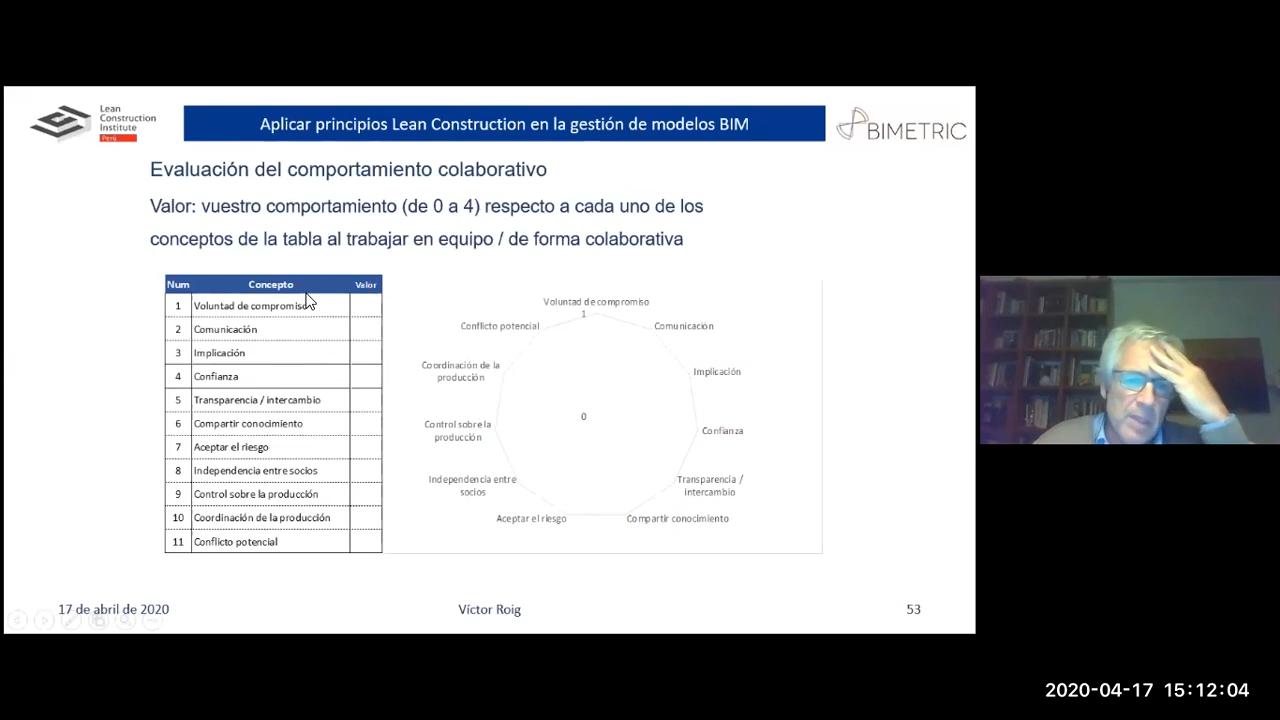 Lean
Construction
Institute
Perú
Aplicar principios Lean Construction en la gestión de modelos BIM
BIMETRIC
Evaluación del comportamiento colaborativo
Valor: vuestro comportamiento (de 0 a 4) respecto a cada uno de los
conceptos de la tabla al trabajar en equipo / de forma colaborativa
Num Concepto Valor
1 Voluntad de compromiso
2 Comunicación
3 Implicación
4 Confianza
5 Transparencia / intercambio
6 Compartir conocimiento
7 Aceptar el riesgo
8 Independencia entre socios
9 Control sobre la producción
10 Coordinación de la producción
11 Conflicto potencial
Voluntad de compromiso
1
Comunicación
Implicación
Confianza
Transparencia /
intercambio
Compartir conocimiento
Aceptar el riesgo
Independencia entre
socios
Control sobre la
producción
Coordinación de la
producción
Conflicto potencial
0
17 de abril de 2020
Víctor Roig
53
2020-04-17 15:12:04